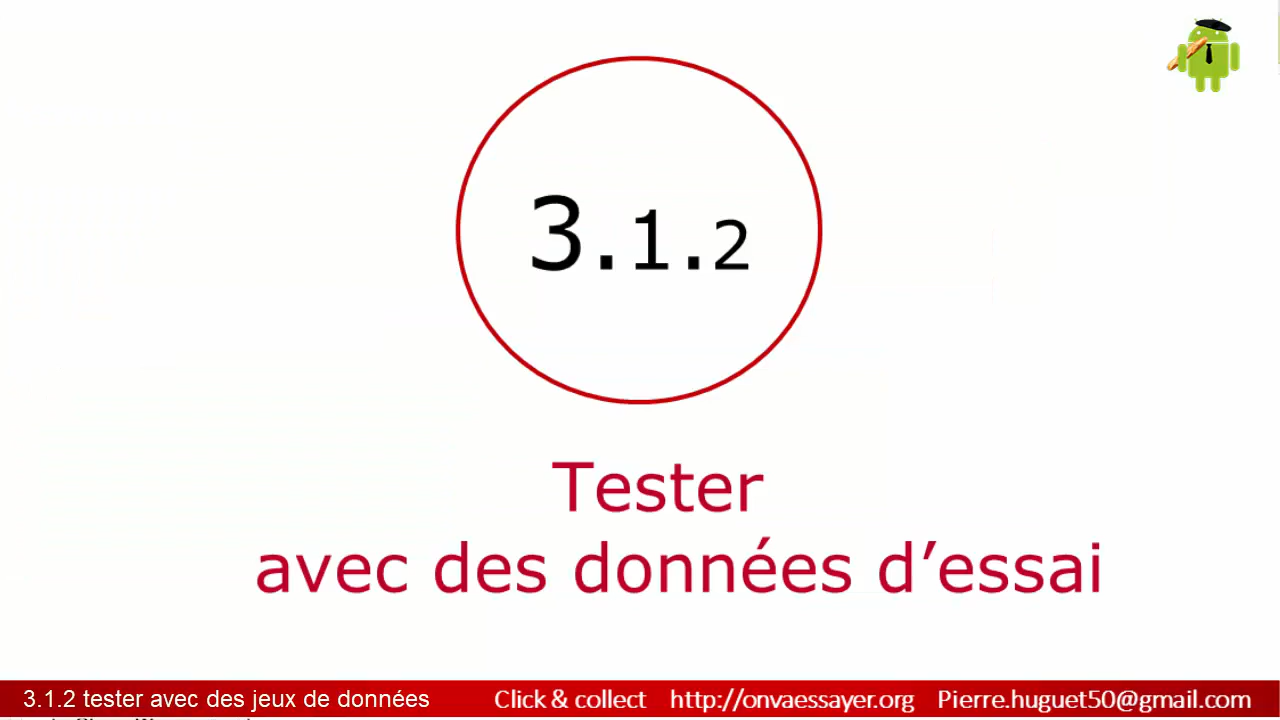 3.1.2
Tester
avec des données d’essai
3.1.2 tester avec des jeux de données
Click & collect http://onvaessayer.org Pierre.huguet50@gmail.com